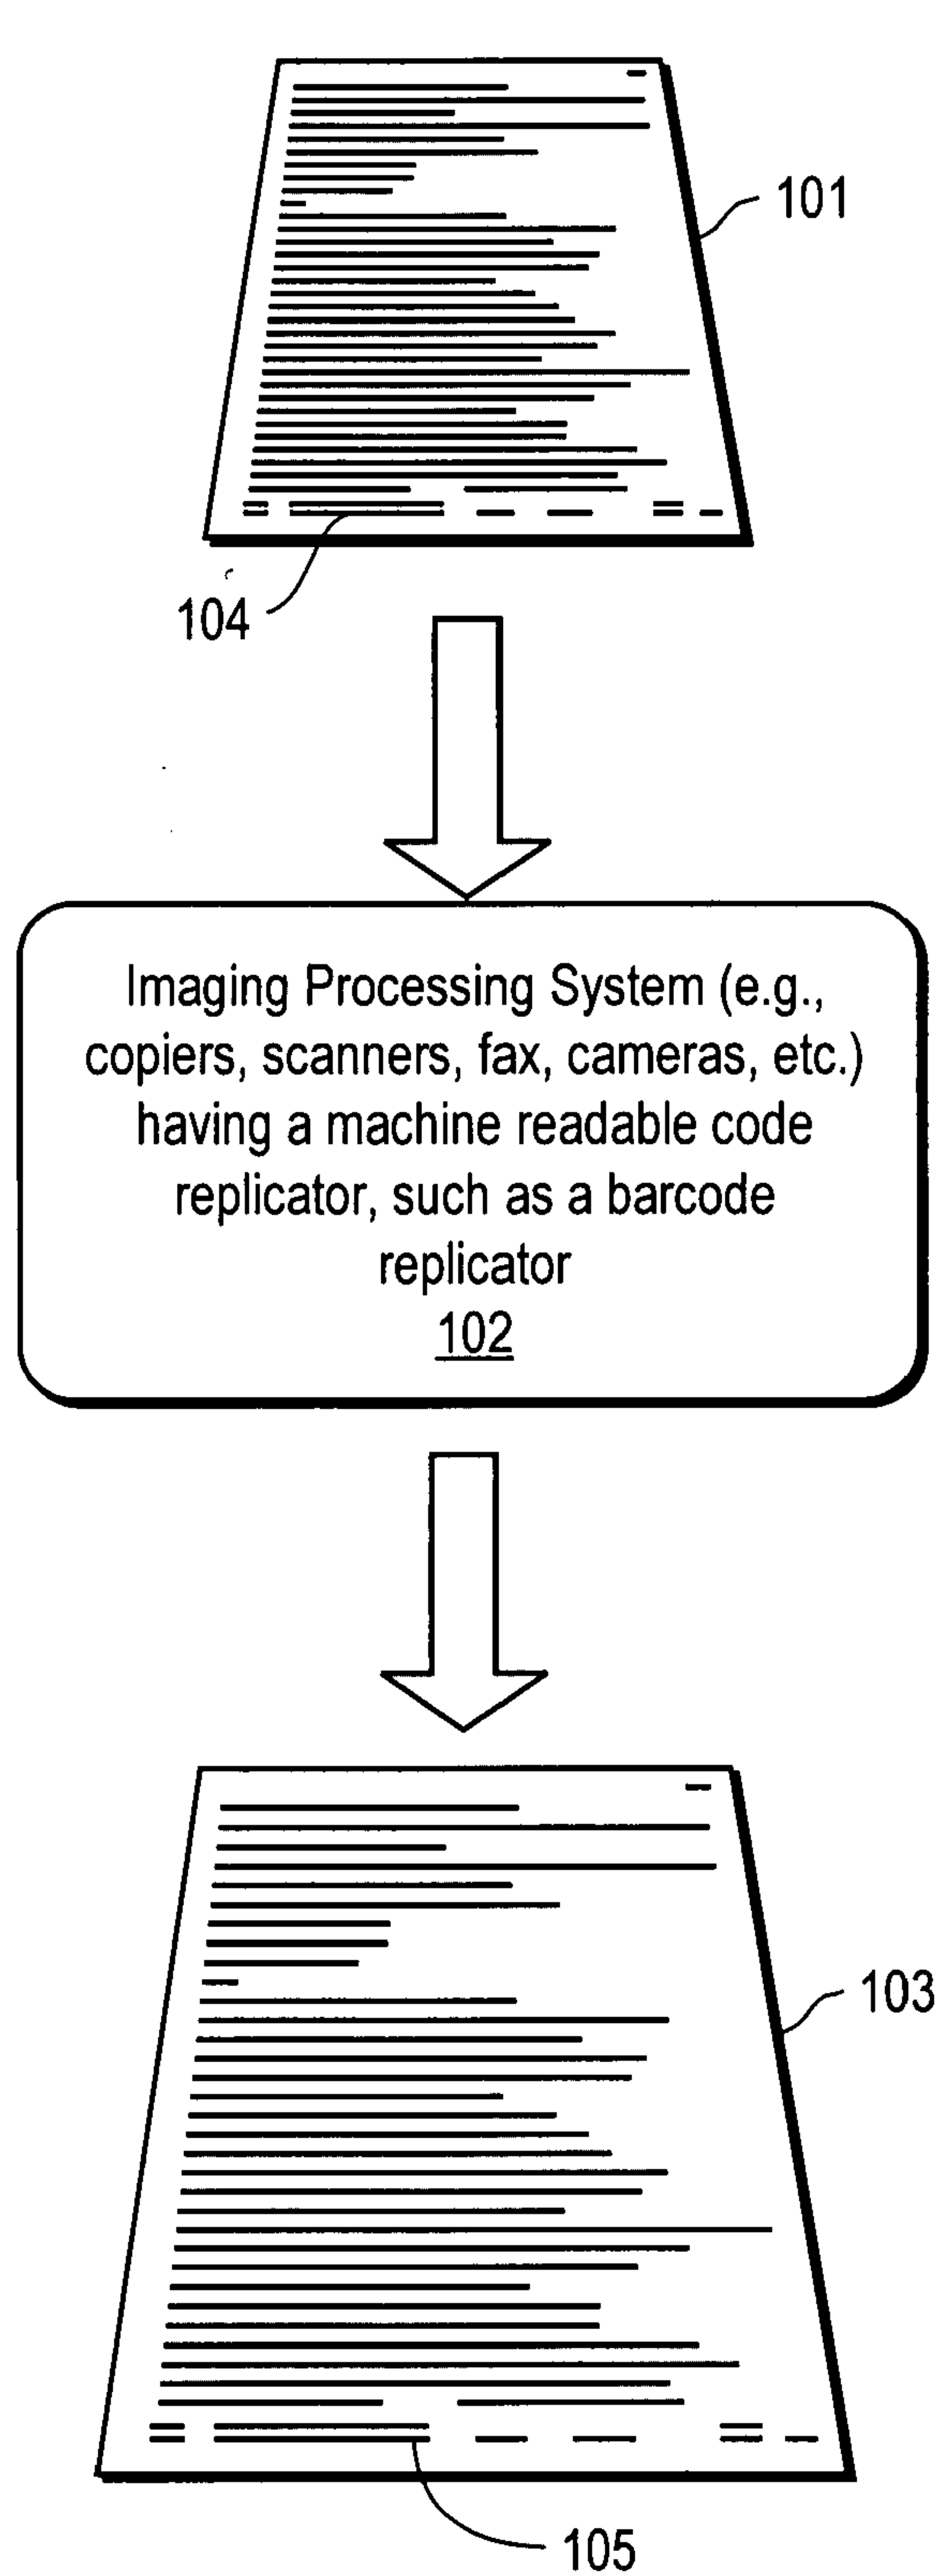 101
104
Imaging Processing System (e.g.,
copiers, scanners, fax, cameras, etc.)
having a machine readable code
replicator, such as a barcode
replicator
102
103
105